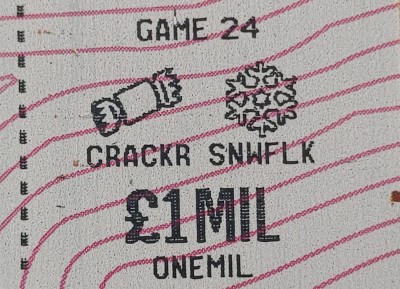 GAME 24
CRACKR SNWFLK
£1MIL
ONEMIL